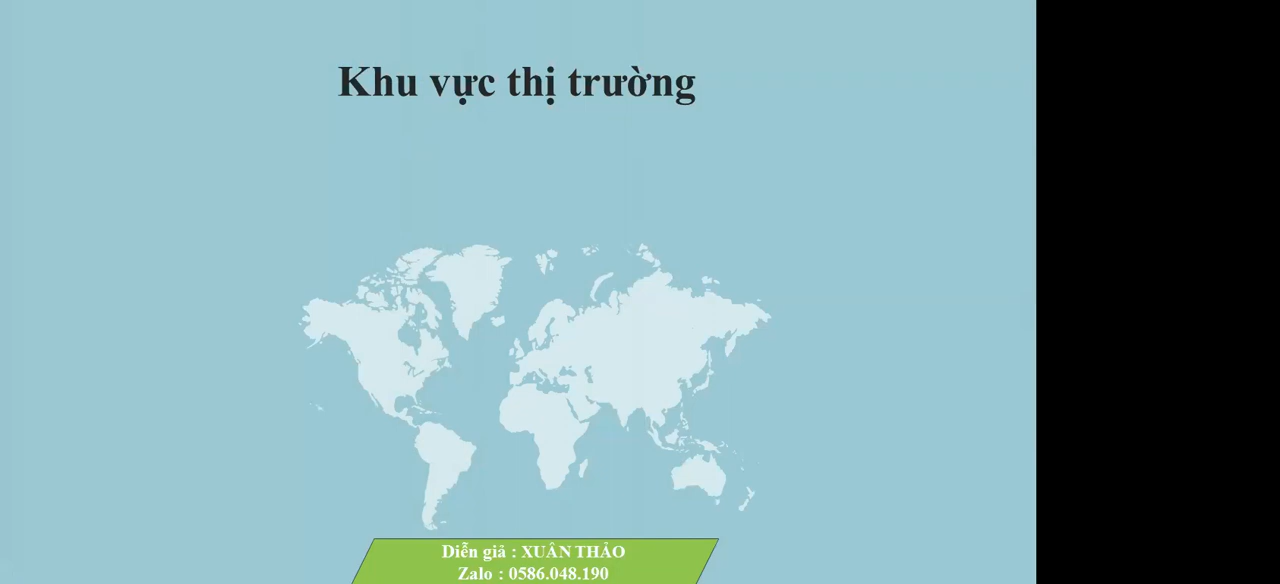 Khu vực thị trường
Diễn giả : XUÂN THẢO
Zalo : 0586.048.190